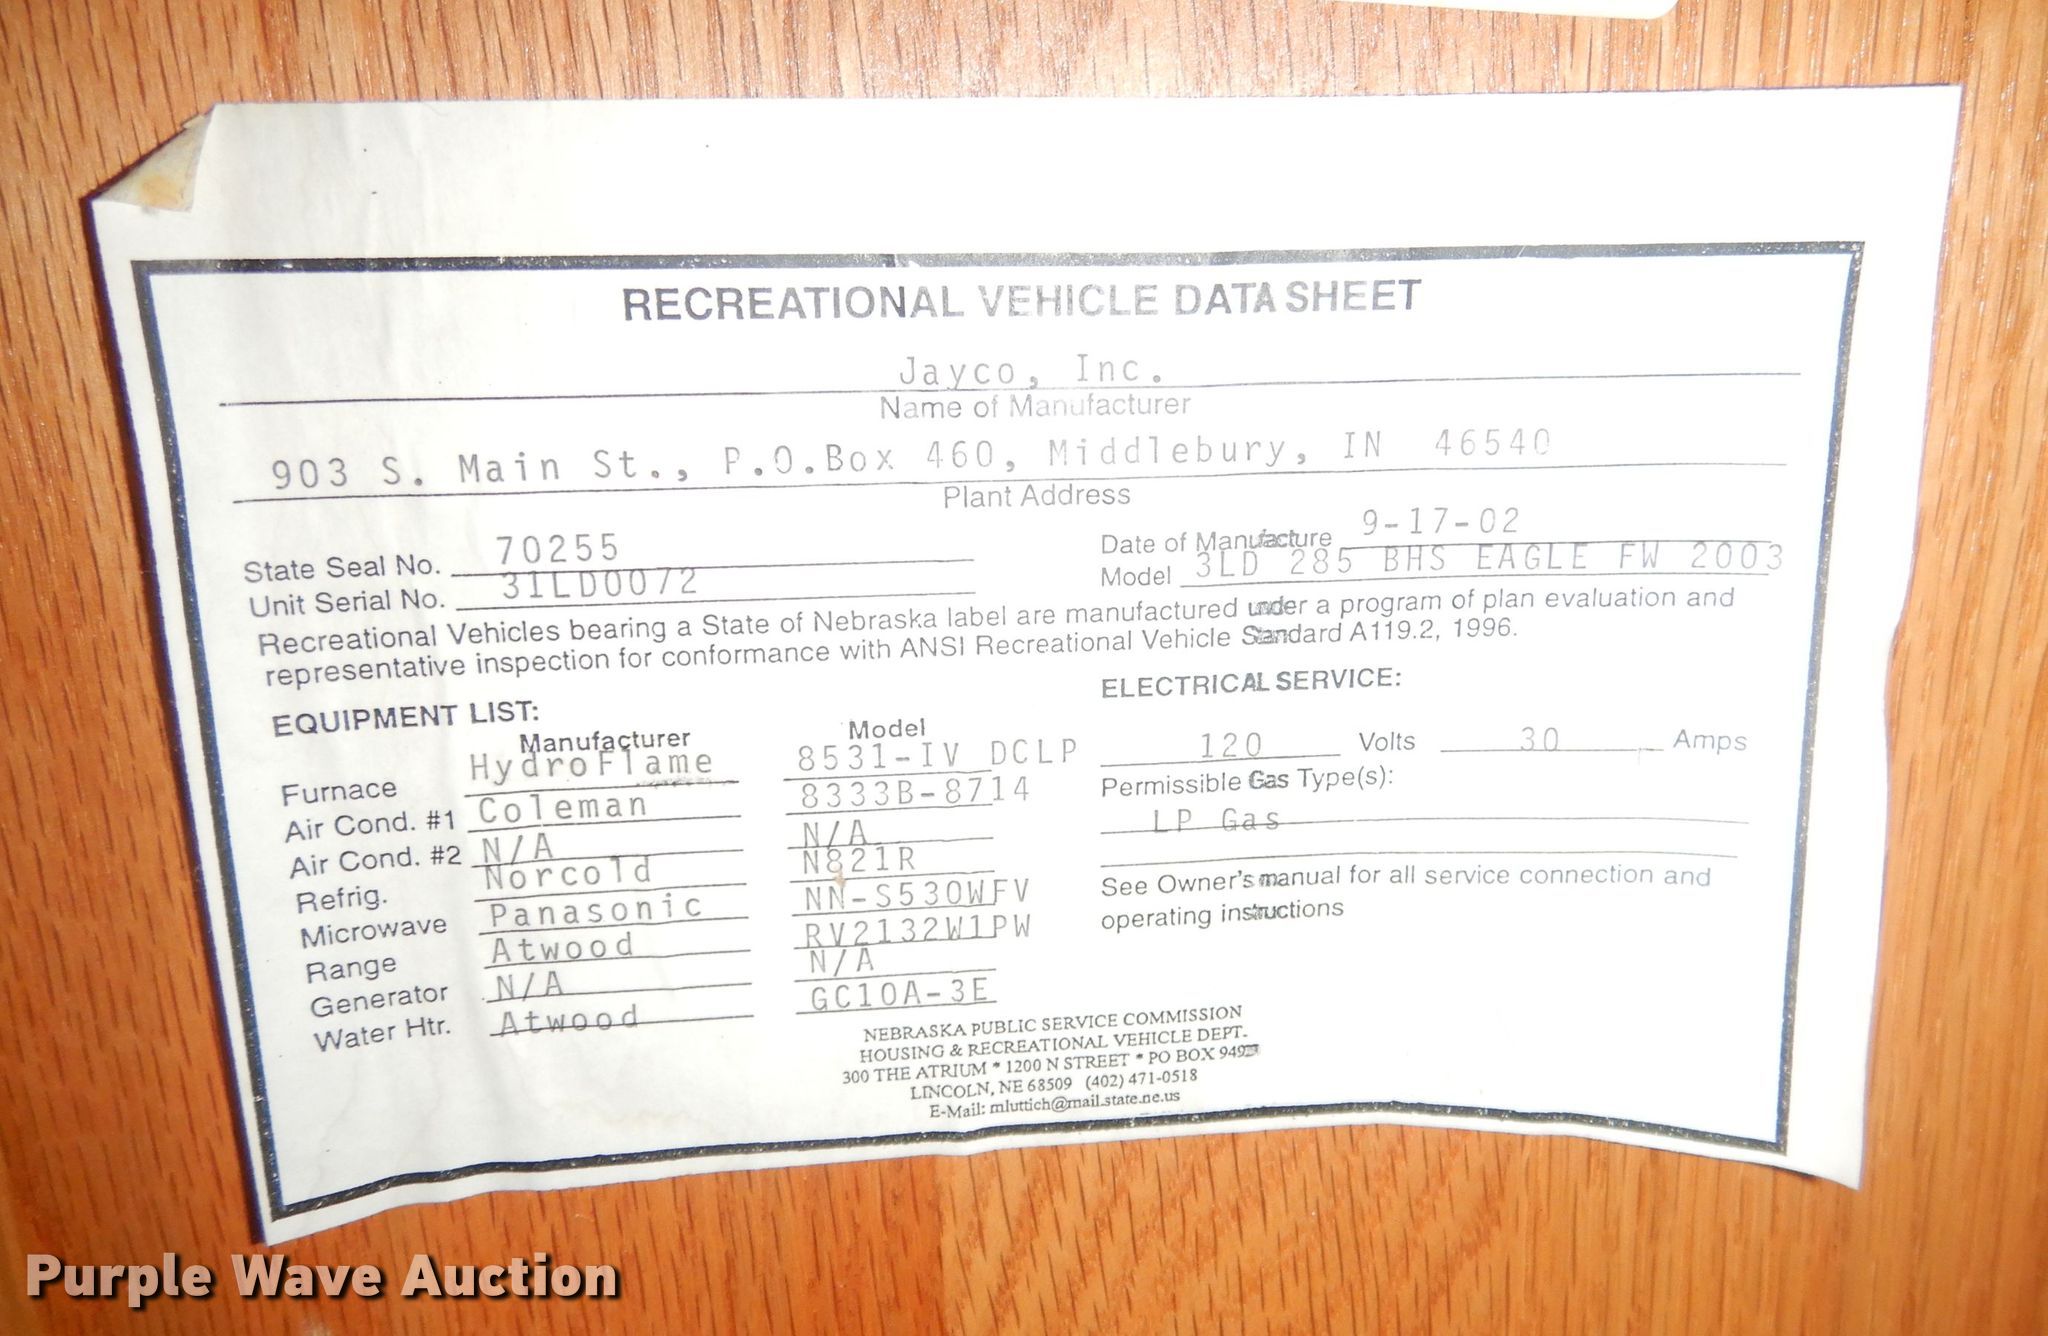 RECREATIONAL VEHICLE DATA SHEET
Jayco, Inc.
Name of Manufacturer
903 S. Main St., P.O.Box 460, Middlebury, IN 46540
Plant Address
State Seal No. 70255
Date of Manufacture 9-17-02
Unit Serial No. 31LD0072
Model 3LD 285 BHS EAGLE FW 2003
Recreational Vehicles bearing a State of Nebraska label are manufactured under a program of plan evaluation and
representative inspection for conformance with ANSI Recreational Vehicle Standard A119.2, 1996.
EQUIPMENT LIST:
Manufacturer Model
Furnace HydroFlame 8531-IV DCLP
Air Cond. #1 Coleman 8333B-8714
Air Cond. #2 N/A N/A
Refrig. Norcold N821R
Microwave Panasonic NN-S530WFV
Range Atwood RV2132W1PW
Generator N/A N/A
Water Htr. Atwood GC10A-3E
ELECTRICAL SERVICE:
120 Volts 30 Amps
Permissible Gas Type(s):
LP Gas
See Owner's manual for all service connection and
operating instructions
NEBRASKA PUBLIC SERVICE COMMISSION
HOUSING & RECREATIONAL VEHICLE DEPT.
300 THE ATRIUM * 1200 N STREET * PO BOX
LINCOLN, NE 68509 (402) 471-0518
E-Mail: mluttich@mail.state.ne.us
Purple Wave Auction